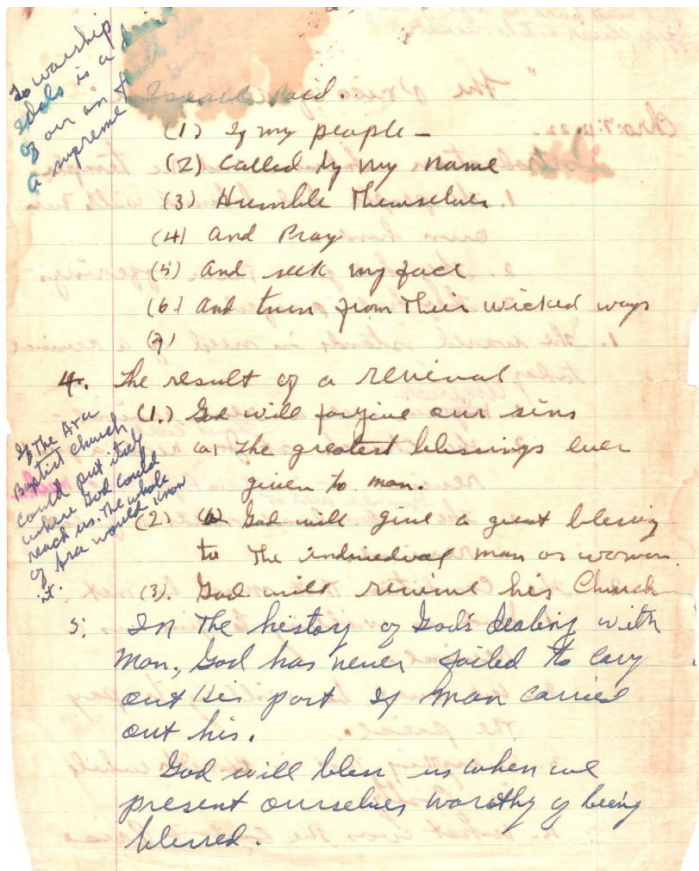 To worship
idols is a
of our
a supreme
Israel had.
(1) If my people —
(2) Called by my name
(3) Humble Themselves
(4) And Pray
(5) And seek my face
(6) And turn from Their wicked ways
(7)
4. The result of a revival
(1.) God will forgive our sins
(a) The greatest blessings ever
given to man.
(2) God will give a great blessing
to The indiviedual man or woman.
(3). God will revive his Church
If The Ara
Baptist church
could put itself
where God could
reach us. The whole
of Ara would know
it.
5: In The history of God's dealing with
Man, God has never failed to cary
out His part If man carried
out his.
God will bless us when we
present ourselves worthy of being
blessed.